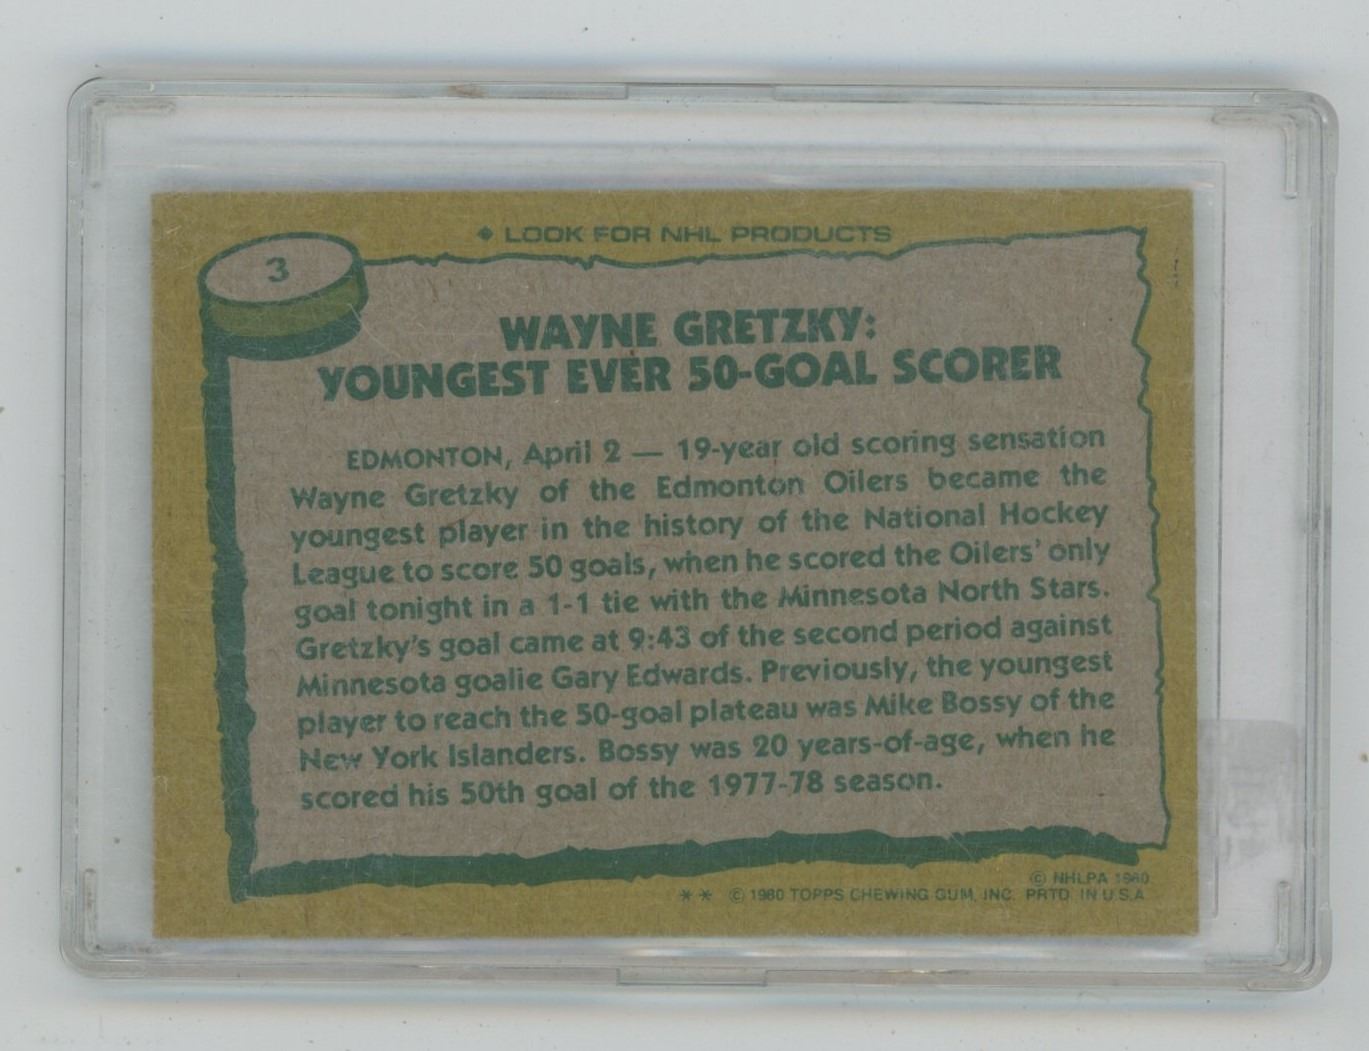 3
◆ LOOK FOR NHL PRODUCTS
WAYNE GRETZKY:
YOUNGEST EVER 50-GOAL SCORER
EDMONTON, April 2 — 19-year old scoring sensation
Wayne Gretzky of the Edmonton Oilers became the
youngest player in the history of the National Hockey
League to score 50 goals, when he scored the Oilers' only
goal tonight in a 1-1 tie with the Minnesota North Stars.
Gretzky's goal came at 9:43 of the second period against
Minnesota goalie Gary Edwards. Previously, the youngest
player to reach the 50-goal plateau was Mike Bossy of the
New York Islanders. Bossy was 20 years-of-age, when he
scored his 50th goal of the 1977-78 season.
© NHLPA 1980
** © 1980 TOPPS CHEWING GUM, INC. PRTD. IN U.S.A.